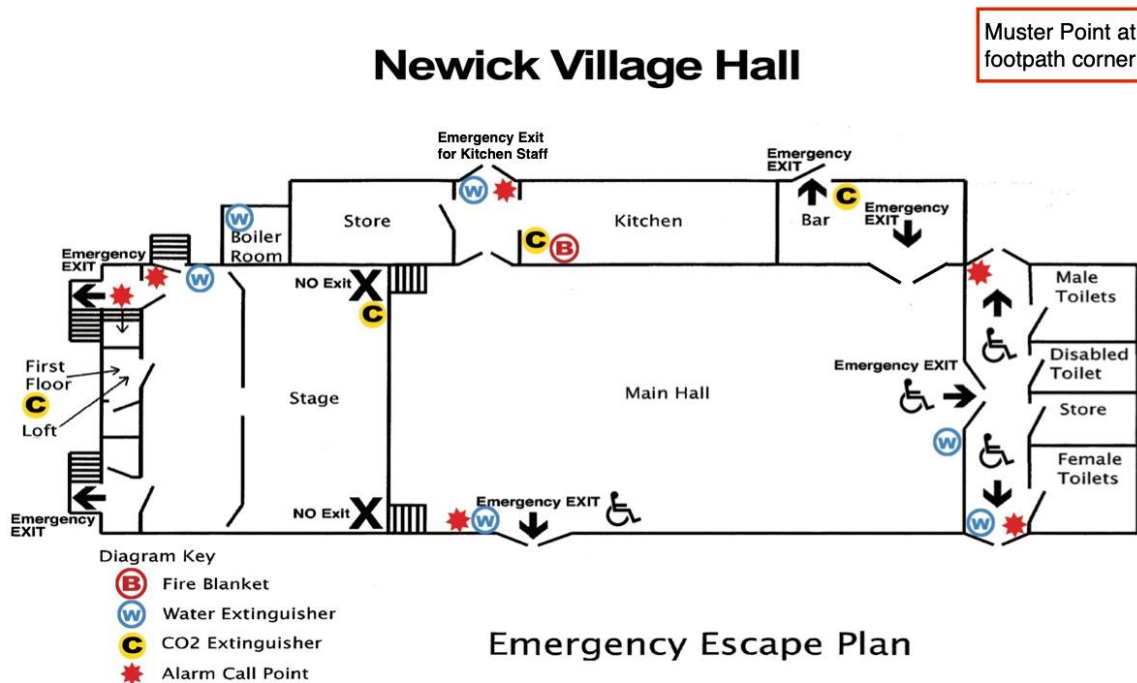 Muster Point at
footpath corner
Newick Village Hall
Emergency Exit
for Kitchen Staff
Emergency
EXIT
W
C
W
Store
Kitchen
Bar
Emergency
EXIT
Boiler
Room
C
B
Emergency
EXIT
W
NO Exit
X
C
Male
Toilets
First
Floor
C
Loft
Stage
Main Hall
Emergency EXIT
Disabled
Toilet
Store
W
Female
Toilets
Emergency
EXIT
NO Exit
X
W
Emergency EXIT
W
Diagram Key
B Fire Blanket
W Water Extinguisher
C CO2 Extinguisher
Alarm Call Point
Emergency Escape Plan